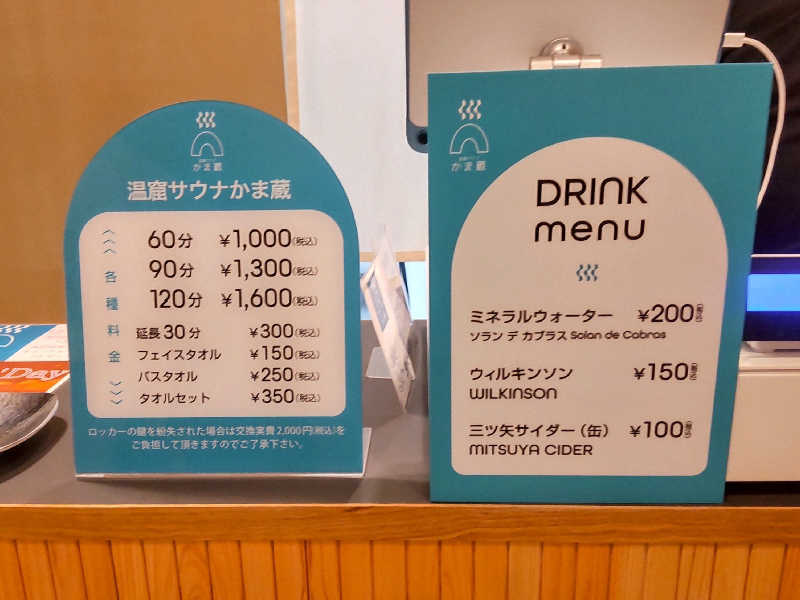 かま蔵
温窟サウナかま蔵
各種料金
60分 ¥1,000(税込)
90分 ¥1,300(税込)
120分 ¥1,600(税込)
延長30分 ¥300(税込)
フェイスタオル ¥150(税込)
バスタオル ¥250(税込)
タオルセット ¥350(税込)
ロッカーの鍵を紛失された場合は交換実費2,000円(税込)を
ご負担して頂きますのでご了承下さい。
かま蔵
DRINK
menu
ミネラルウォーター ¥200(税込)
ソラン デ カブラス Solan de Cabras
ウィルキンソン ¥150(税込)
WILKINSON
三ツ矢サイダー(缶) ¥100(税込)
MITSUYA CIDER
Day